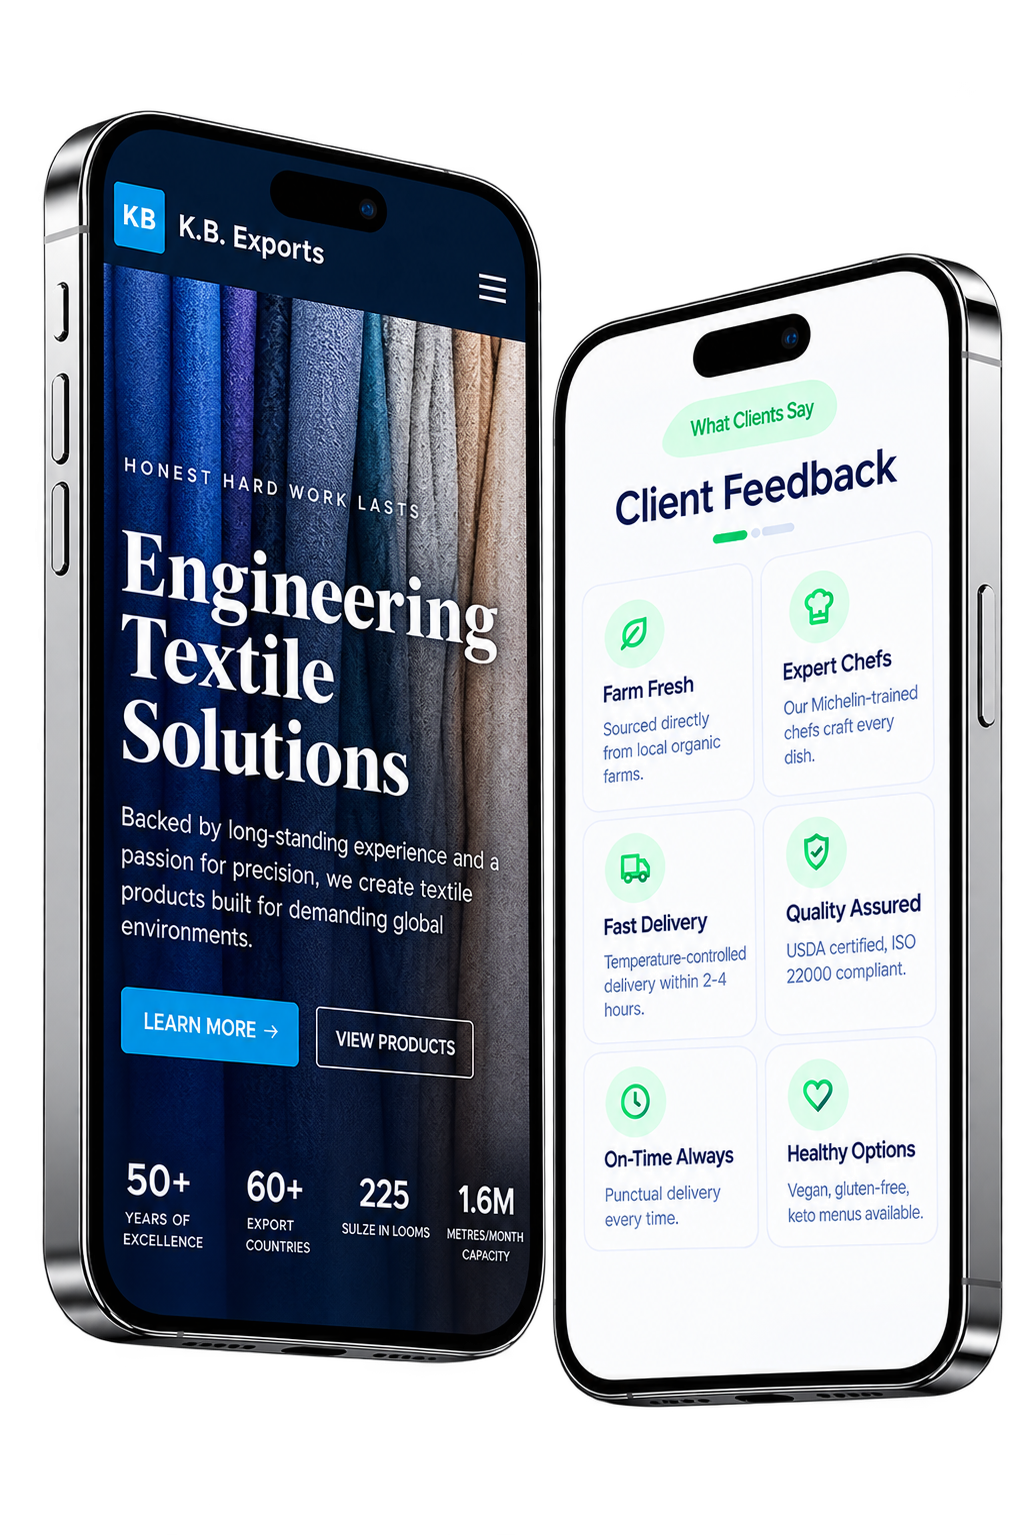 KB
K.B. Exports
HONEST HARD WORK LASTS
Engineering
Textile
Solutions
Backed by long-standing experience and a
passion for precision, we create textile
products built for demanding global
environments.
LEARN MORE →
VIEW PRODUCTS
50+
YEARS OF
EXCELLENCE
60+
EXPORT
COUNTRIES
225
SULZE IN LOOMS
1.6M
METRES/MONTH
CAPACITY
What Clients Say
Client Feedback
Farm Fresh
Sourced directly
from local organic
farms.
Expert Chefs
Our Michelin-trained
chefs craft every
dish.
Fast Delivery
Temperature-controlled
delivery within 2-4
hours.
Quality Assured
USDA certified, ISO
22000 compliant.
On-Time Always
Punctual delivery
every time.
Healthy Options
Vegan, gluten-free,
keto menus available.